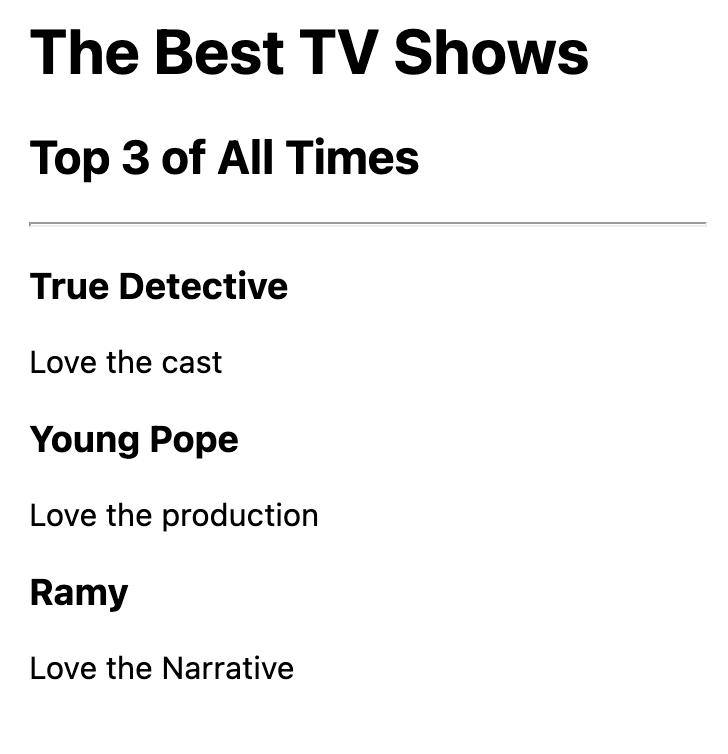 The Best TV Shows
Top 3 of All Times
True Detective
Love the cast
Young Pope
Love the production
Ramy
Love the Narrative